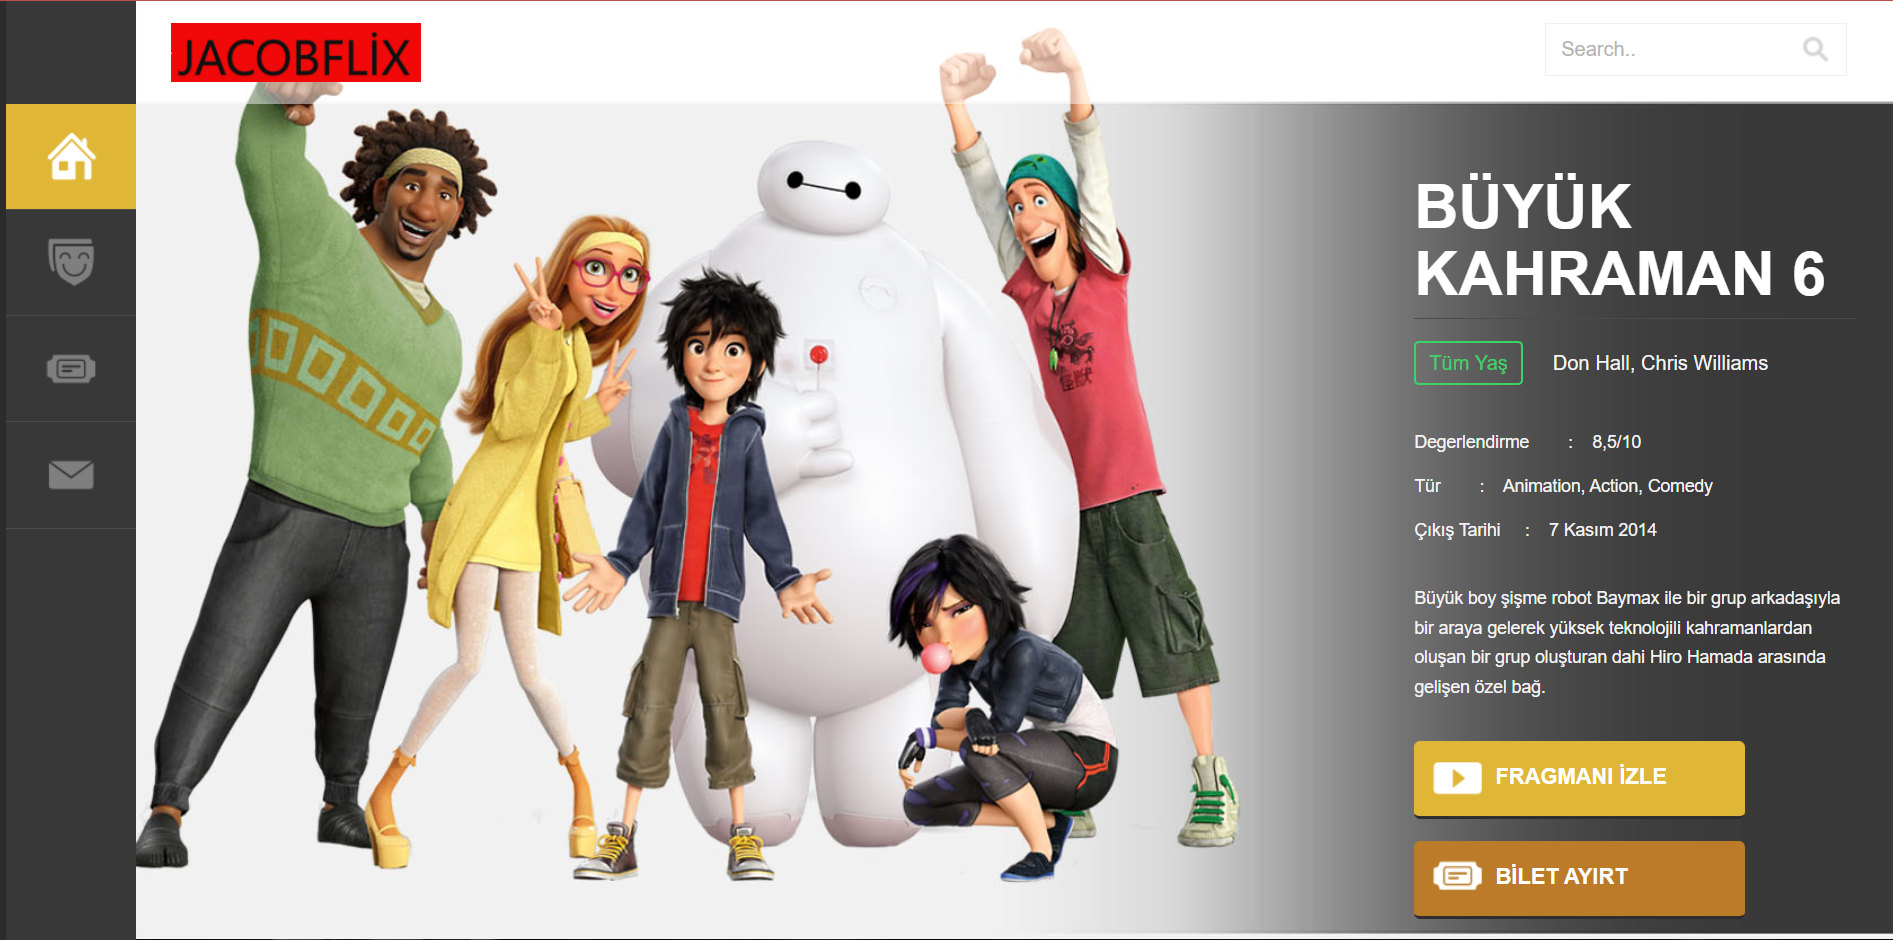 JACOBFLİX
Search..
BÜYÜK
KAHRAMAN 6
Tüm Yaş
Don Hall, Chris Williams
Degerlendirme : 8,5/10
Tür : Animation, Action, Comedy
Çıkış Tarihi : 7 Kasım 2014
Büyük boy şişme robot Baymax ile bir grup arkadaşıyla
bir araya gelerek yüksek teknolojili kahramanlardan
oluşan bir grup oluşturan dahi Hiro Hamada arasında
gelişen özel bağ.
FRAGMANI İZLE
BİLET AYIRT